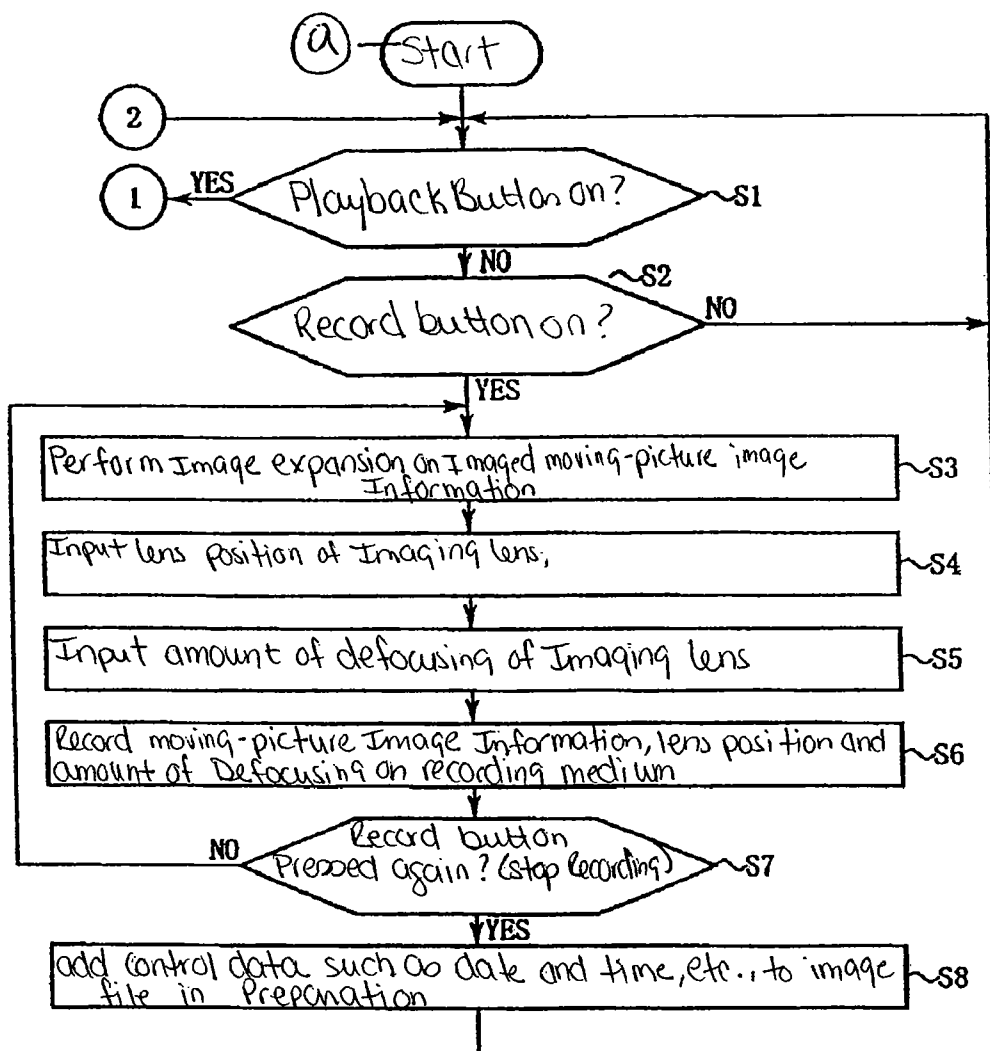 a
Start
2
1
YES
Playback Button on?
S1
NO
S2
Record button on?
NO
YES
Perform Image expansion on Imaged moving-picture image
Information
S3
Input lens position of Imaging lens,
S4
Input amount of defocusing of Imaging lens
S5
Record moving-picture Image Information, lens position and
amount of Defocusing on recording medium
S6
NO
Record button
Pressed again? (stop Recording)
S7
YES
add control data such as date and time, etc., to image
file in Preparation
S8